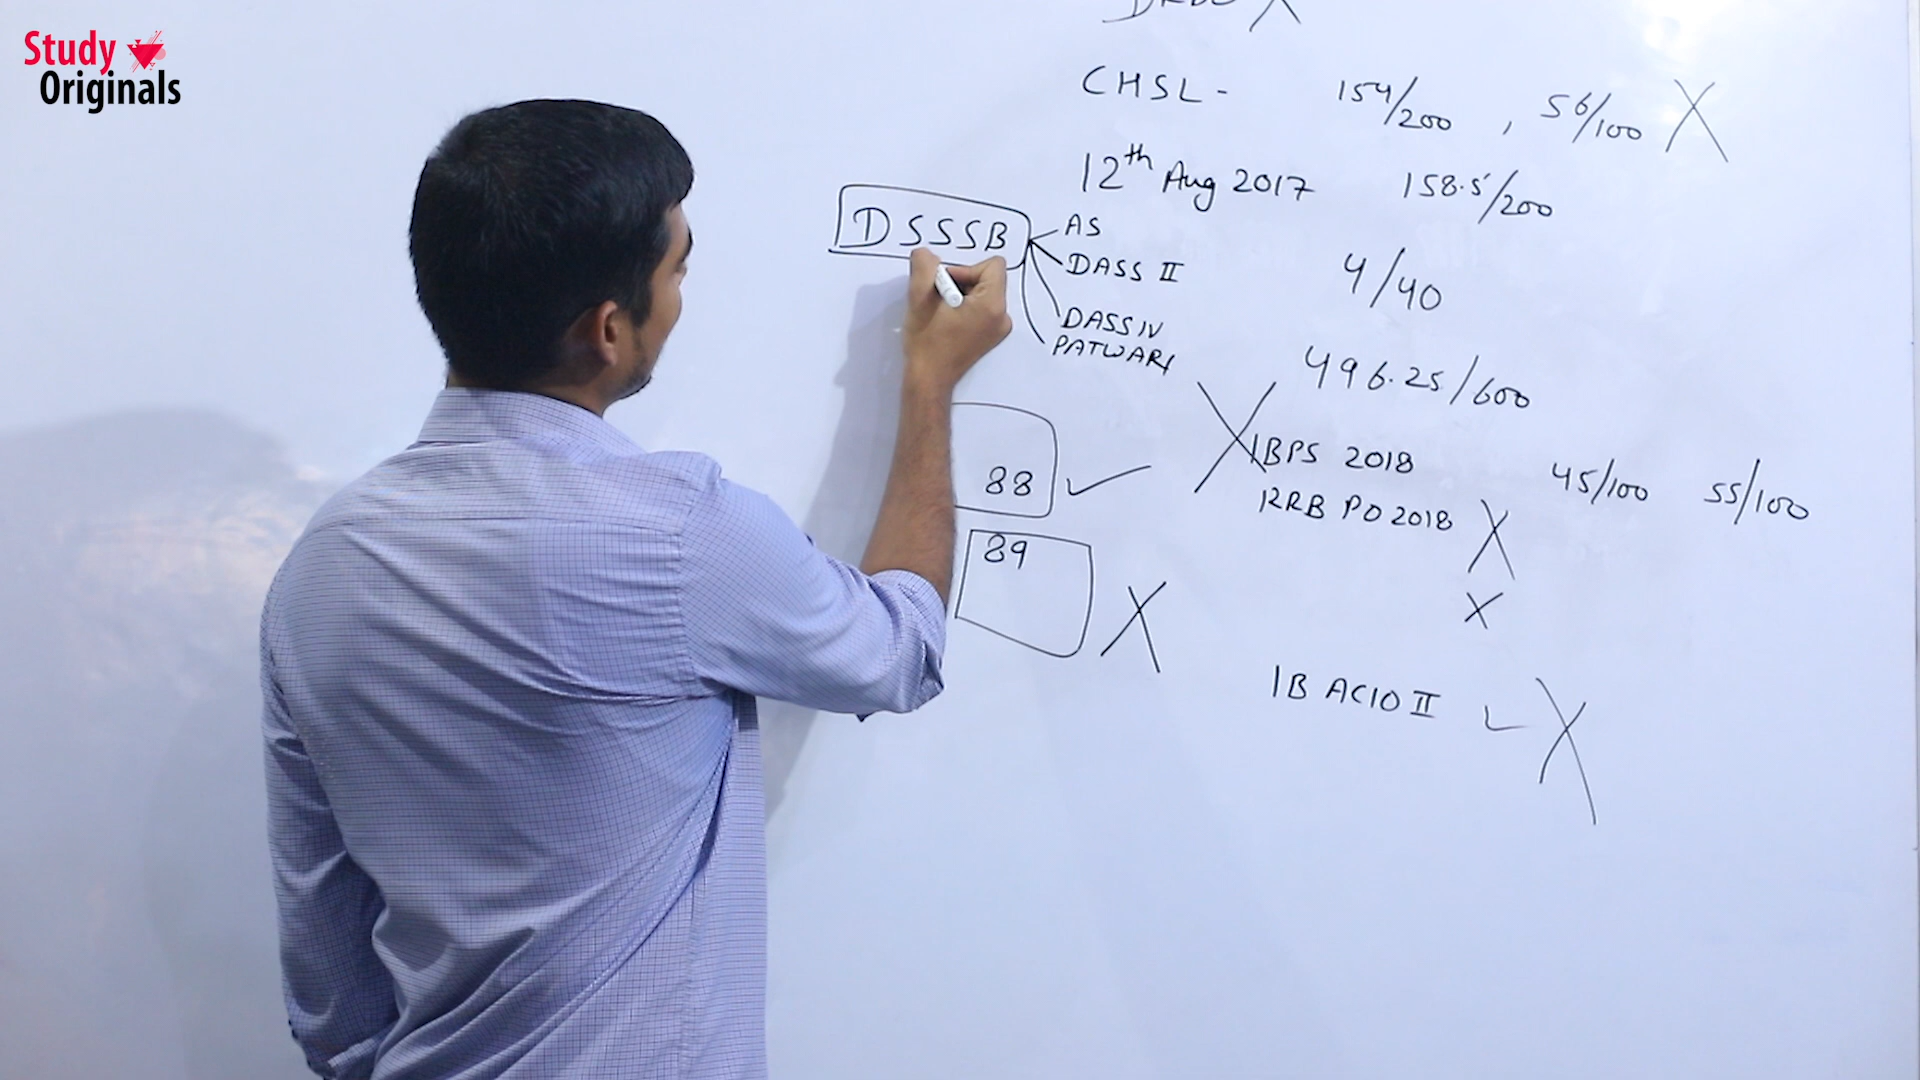 Study
Originals
CHSL - 154/200 , 56/100 X
12th Aug 2017 158.5/200
DSSSB
AS
DASS II
DASS IV
PATWARI
4/40
496.25/600
X
88 ✓
89 X
IBPS 2018 45/100 55/100
RRB PO 2018 X
X
IB ACIO II ✓ X